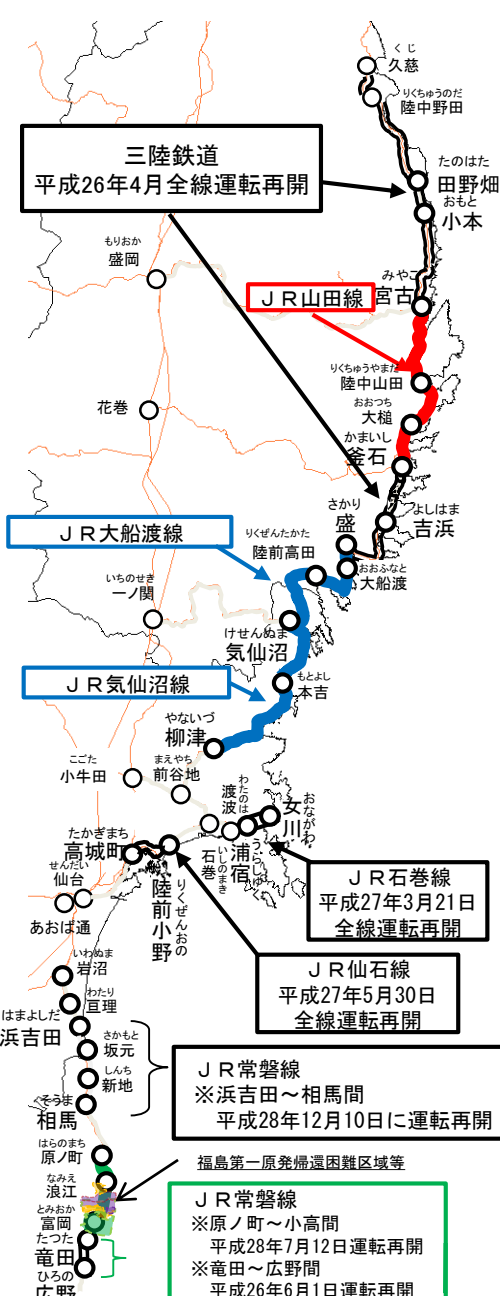 くじ
久慈
りくちゅうのだ
陸中野田
三陸鉄道
平成26年4月全線運転再開
たのはた
田野畑
おもと
小本
もりおか
盛岡
みやこ
宮古
ＪＲ山田線
りくちゅうやまだ
陸中山田
花巻
おおつち
大槌
かまいし
釜石
さかり
盛
よしはま
吉浜
ＪＲ大船渡線
りくぜんたかた
陸前高田
おおふなと
大船渡
いちのせき
一ノ関
けせんぬま
気仙沼
ＪＲ気仙沼線
もとよし
本吉
やないづ
柳津
こごた
小牛田
まえやち
前谷地
わたのは
渡波
おながわ
女川
たかぎまち
高城町
りくぜんおの
陸前小野
いしのまき
石巻
うらしゅく
浦宿
せんだい
仙台
あおば通
ＪＲ石巻線
平成27年3月21日
全線運転再開
ＪＲ仙石線
平成27年5月30日
全線運転再開
いわぬま
岩沼
わたり
亘理
はまよしだ
浜吉田
さかもと
坂元
しんち
新地
そうま
相馬
ＪＲ常磐線
※浜吉田～相馬間
平成28年12月10日に運転再開
はらのまち
原ノ町
福島第一原発帰還困難区域等
なみえ
浪江
とみおか
富岡
たつた
竜田
ひろの
広野
ＪＲ常磐線
※原ノ町～小高間
平成28年7月12日運転再開
※竜田～広野間
平成26年6月1日運転再開